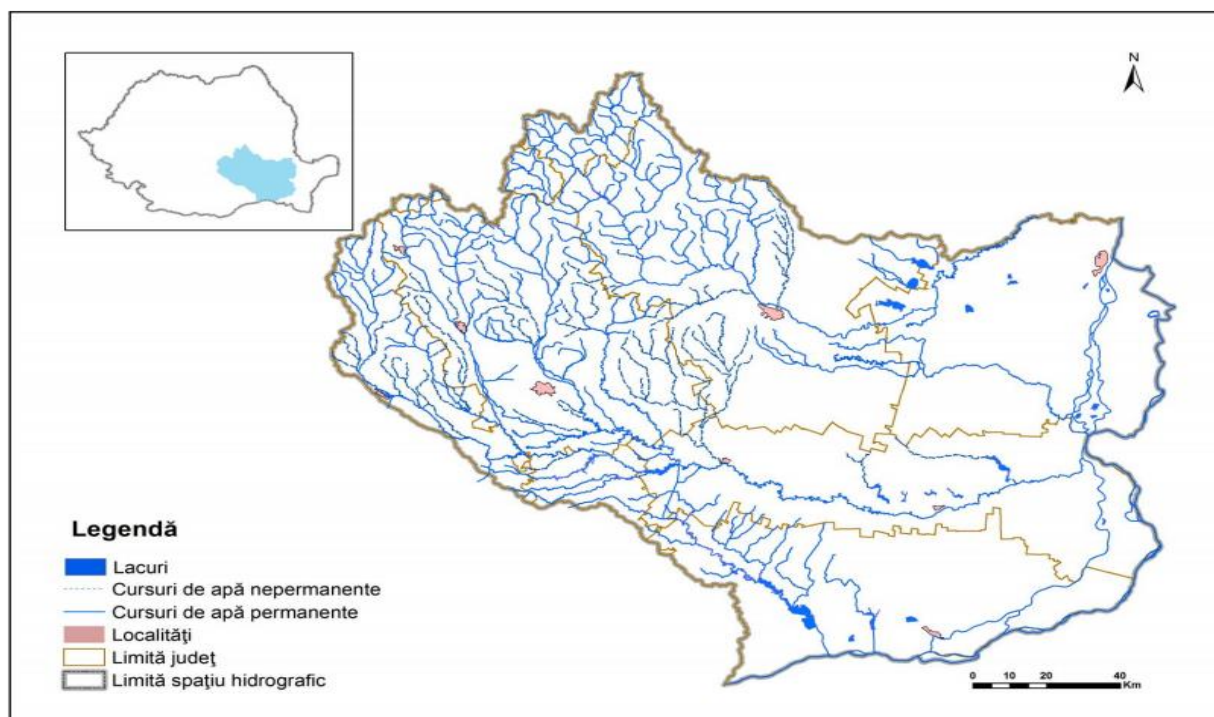 N
Legendă
Lacuri
Cursuri de apă nepermanente
Cursuri de apă permanente
Localităţi
Limită judeţ
Limită spaţiu hidrografic
0 10 20 40
Km